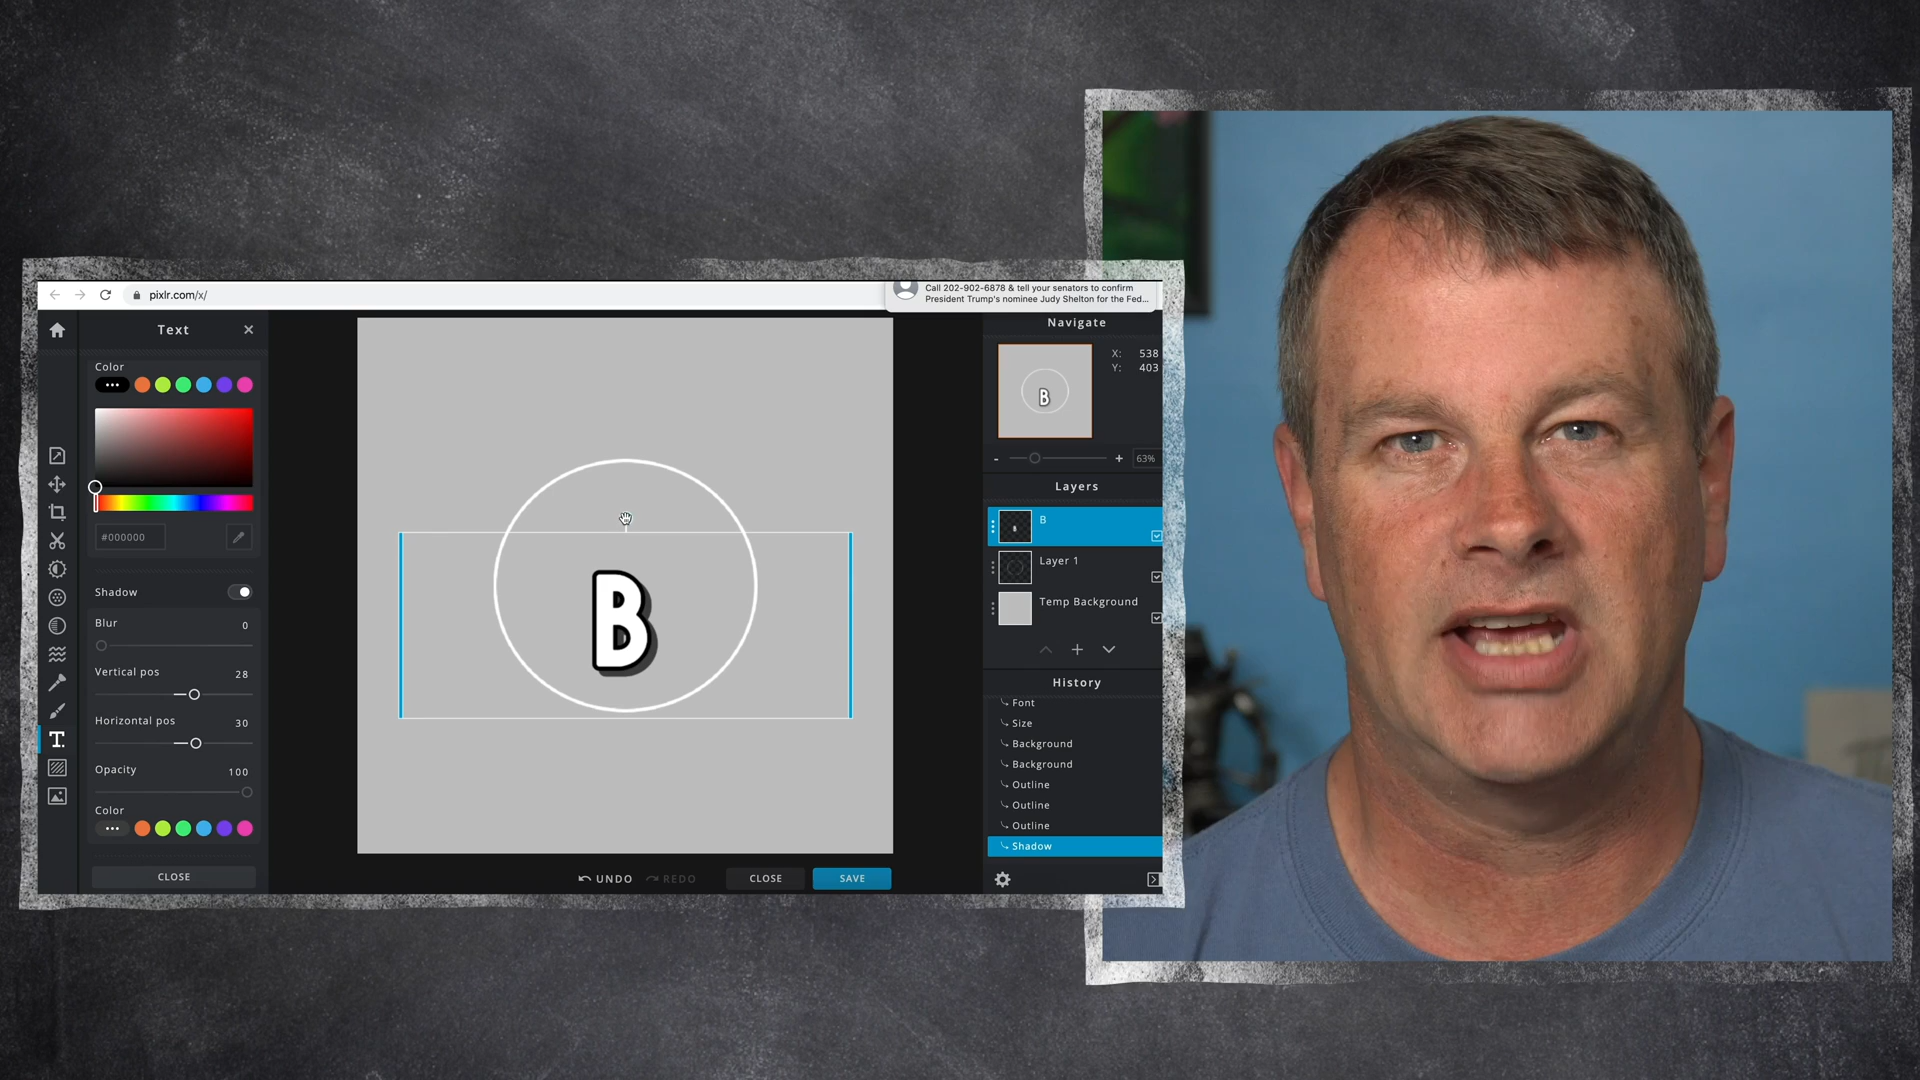 pixlr.com/x/
Call 202-902-6878 & tell your senators to confirm
President Trump's nominee Judy Shelton for the Fed...
Text
Color
#000000
Shadow
Blur
0
Vertical pos
28
Horizontal pos
30
Opacity
100
Color
CLOSE
T
B
UNDO
REDO
CLOSE
SAVE
Navigate
B
X: 538
Y: 403
63%
Layers
B
Layer 1
Temp Background
History
Font
Size
Background
Background
Outline
Outline
Outline
Shadow